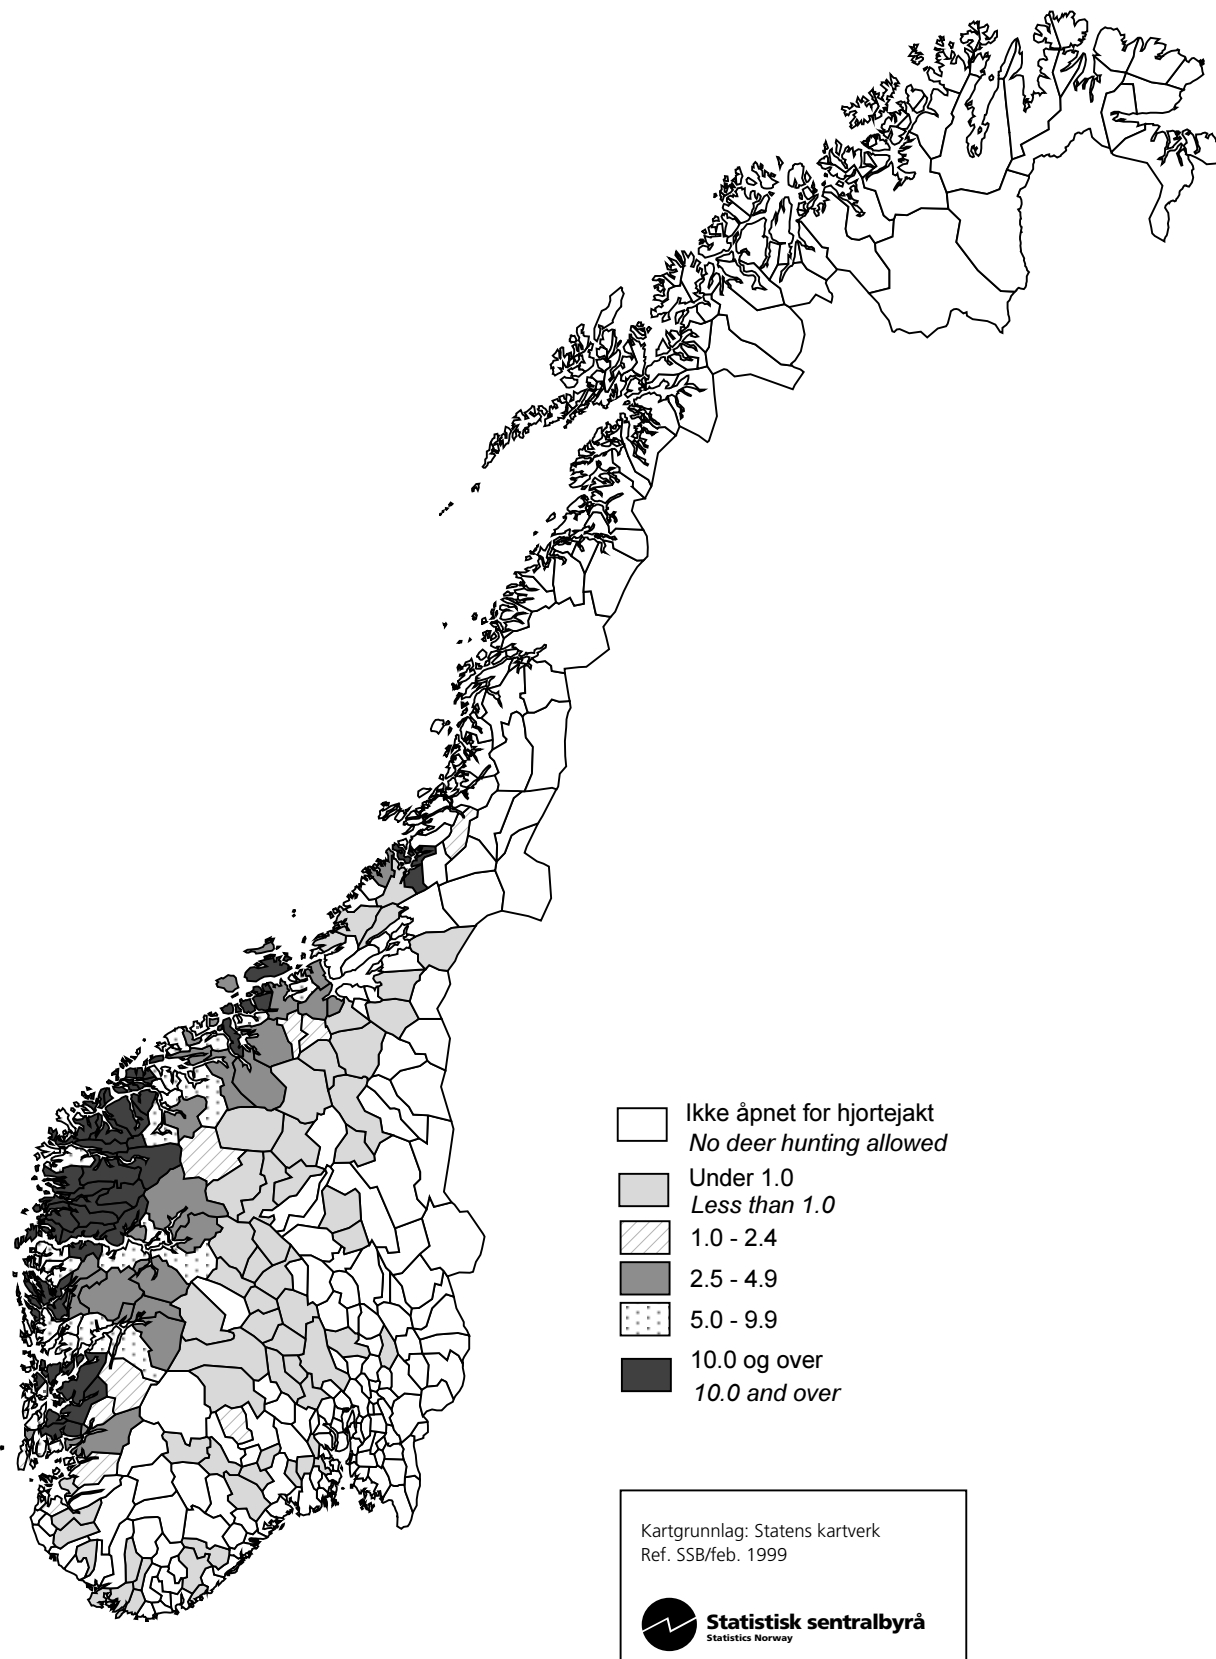 Ikke åpnet for hjortejakt
No deer hunting allowed
Under 1.0
Less than 1.0
1.0 - 2.4
2.5 - 4.9
5.0 - 9.9
10.0 og over
10.0 and over
Kartgrunnlag: Statens kartverk
Ref. SSB/feb. 1999
Statistisk sentralbyrå
Statistics Norway